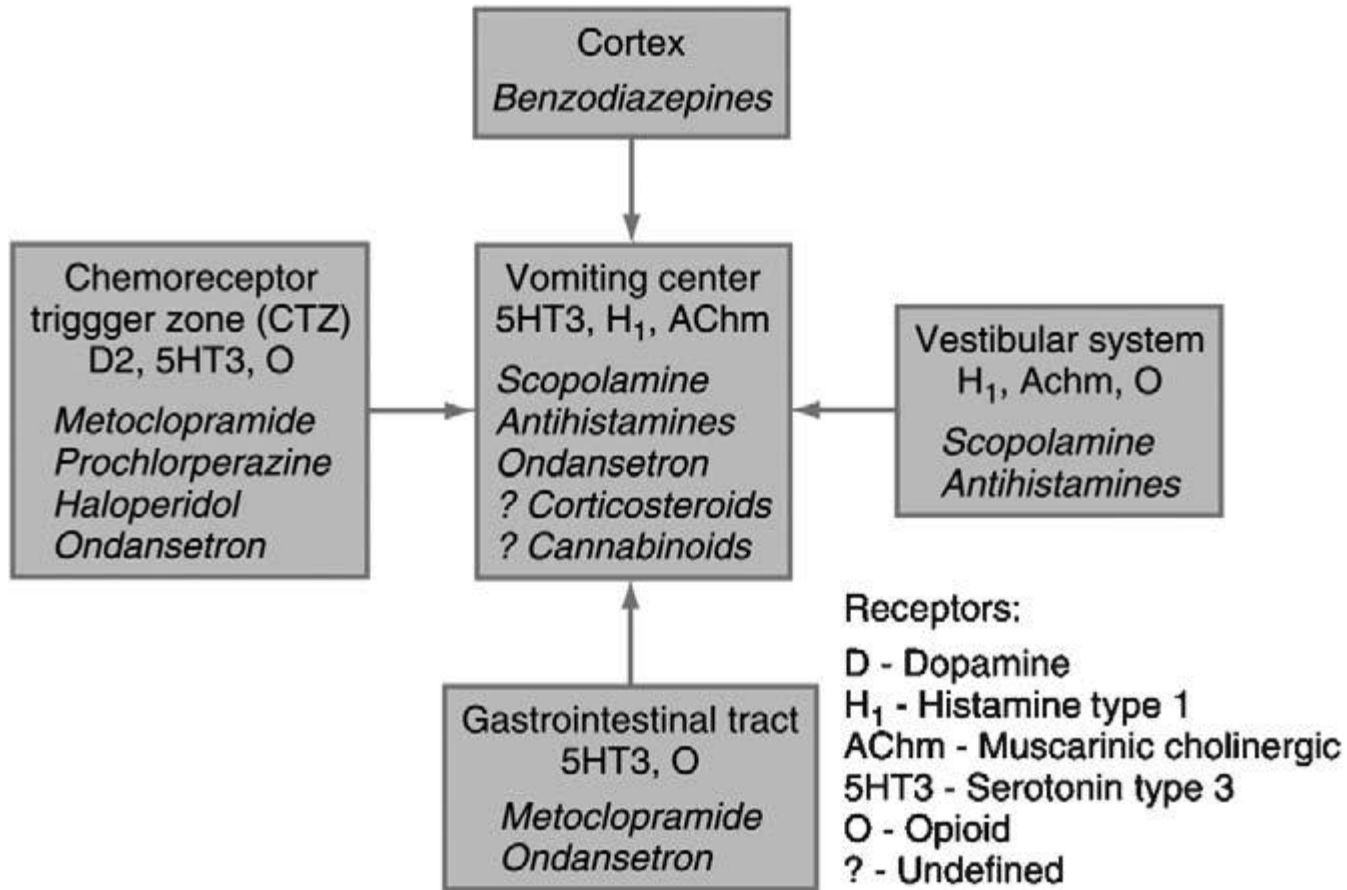 Cortex
Benzodiazepines
Chemoreceptor
triggger zone (CTZ)
D2, 5HT3, O
Metoclopramide
Prochlorperazine
Haloperidol
Ondansetron
Vomiting center
5HT3, H₁, AChm
Scopolamine
Antihistamines
Ondansetron
? Corticosteroids
? Cannabinoids
Vestibular system
H₁, Achm, O
Scopolamine
Antihistamines
Gastrointestinal tract
5HT3, O
Metoclopramide
Ondansetron
Receptors:
D - Dopamine
H₁ - Histamine type 1
AChm - Muscarinic cholinergic
5HT3 - Serotonin type 3
O - Opioid
? - Undefined